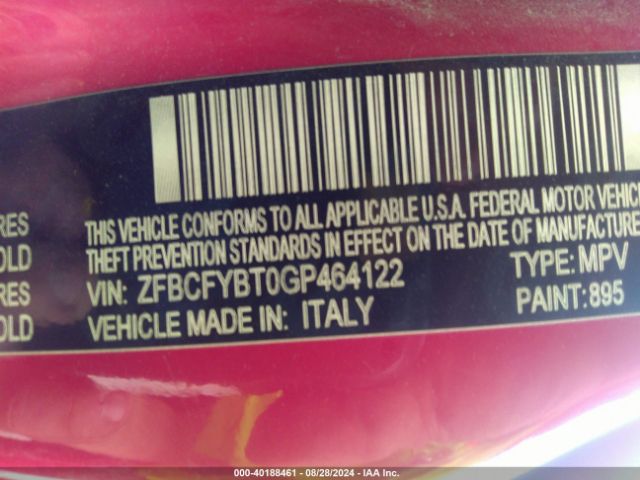 RES
OLD
RES
OLD
THIS VEHICLE CONFORMS TO ALL APPLICABLE U.S.A. FEDERAL MOTOR VEHIC
THEFT PREVENTION STANDARDS IN EFFECT ON THE DATE OF MANUFACTURE
VIN: ZFBCFYBT0GP464122 TYPE: MPV
VEHICLE MADE IN: ITALY PAINT:895
000-40188461 - 08/28/2024 - IAA Inc.